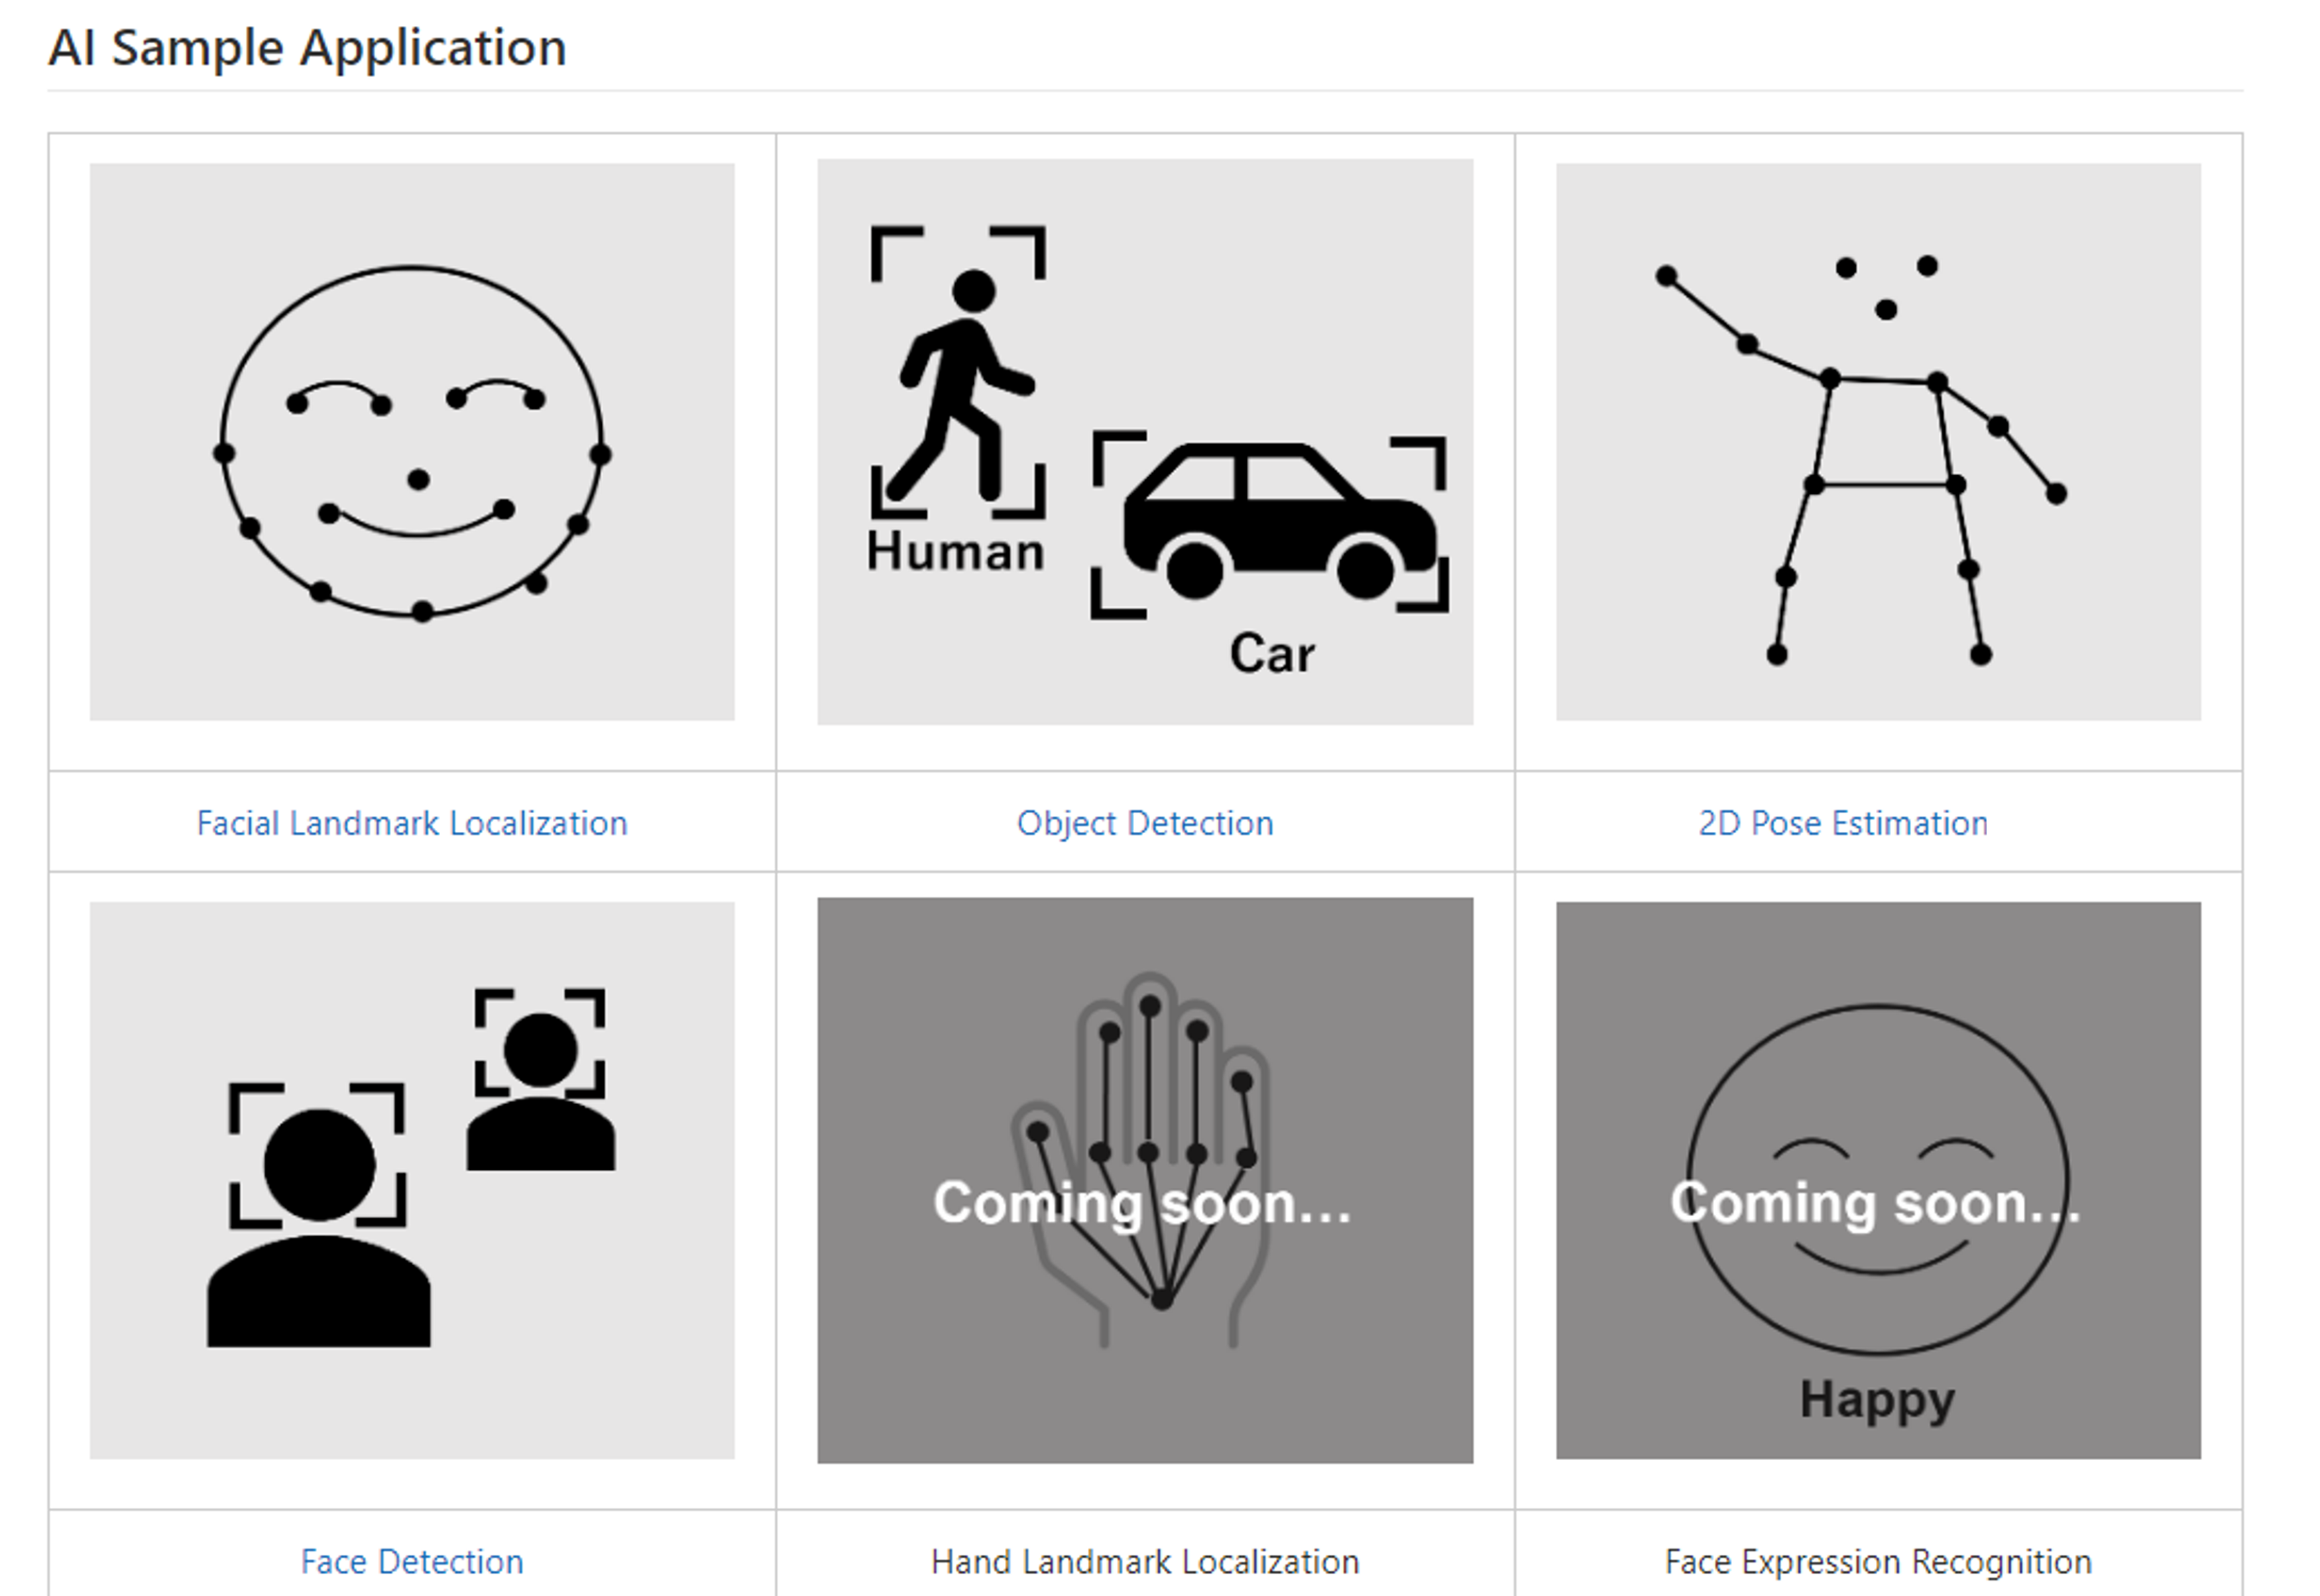 AI Sample Application
Human
Car
Facial Landmark Localization
Object Detection
2D Pose Estimation
Coming soon...
Coming soon...
Happy
Face Detection
Hand Landmark Localization
Face Expression Recognition